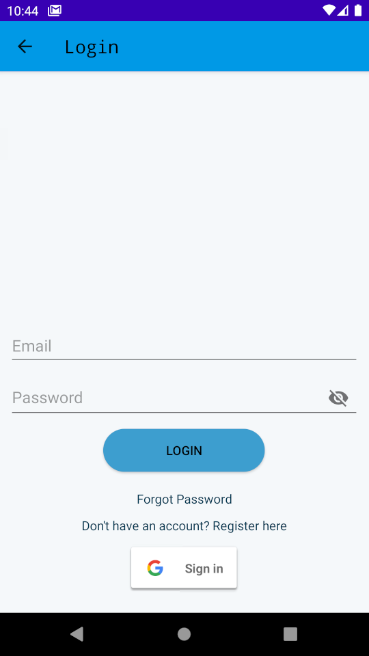 10:44
Login
Email
Password
LOGIN
Forgot Password
Don't have an account? Register here
Sign in